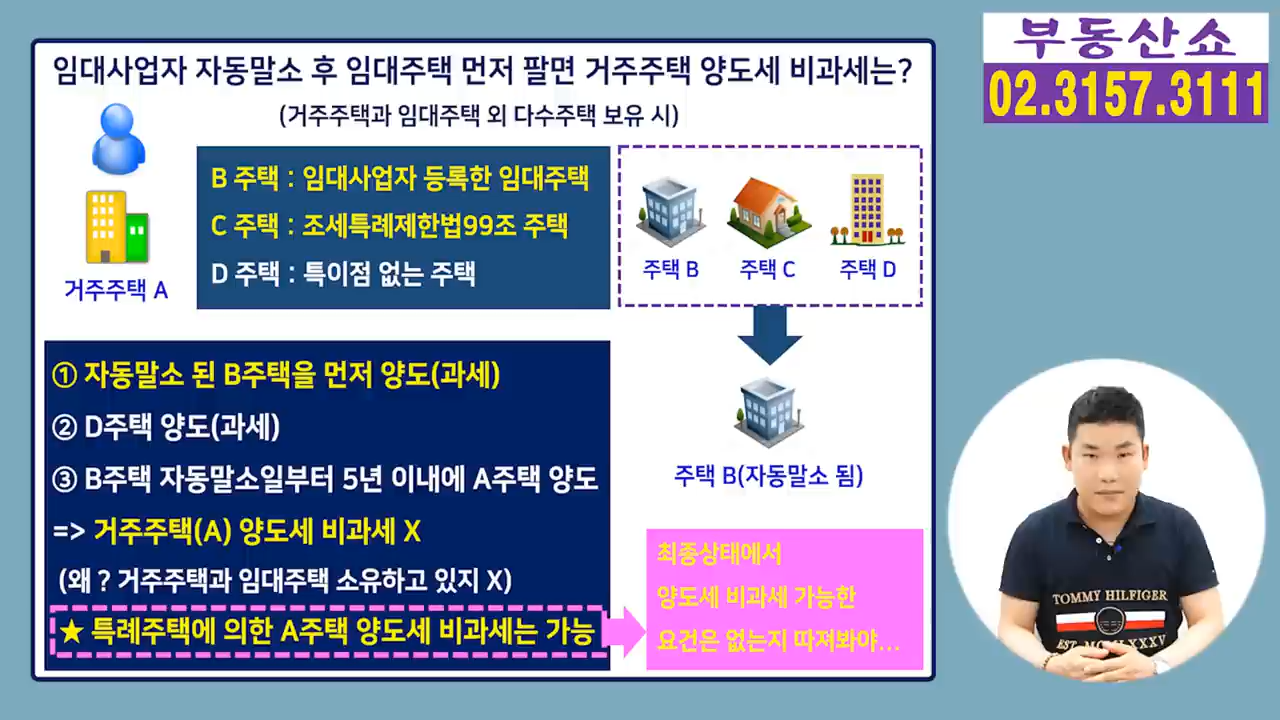 부동산쇼
02.3157.3111
임대사업자 자동말소 후 임대주택 먼저 팔면 거주주택 양도세 비과세는?
(거주주택과 임대주택 외 다수주택 보유 시)
거주주택 A
B 주택 : 임대사업자 등록한 임대주택
C 주택 : 조세특례제한법99조 주택
D 주택 : 특이점 없는 주택
주택 B
주택 C
주택 D
주택 B(자동말소 됨)
① 자동말소 된 B주택을 먼저 양도(과세)
② D주택 양도(과세)
③ B주택 자동말소일부터 5년 이내에 A주택 양도
=> 거주주택(A) 양도세 비과세 X
(왜 ? 거주주택과 임대주택 소유하고 있지 X)
★ 특례주택에 의한 A주택 양도세 비과세는 가능
최종상태에서
양도세 비과세 가능한
요건은 없는지 따져봐야...
TOMMY HILFIGER